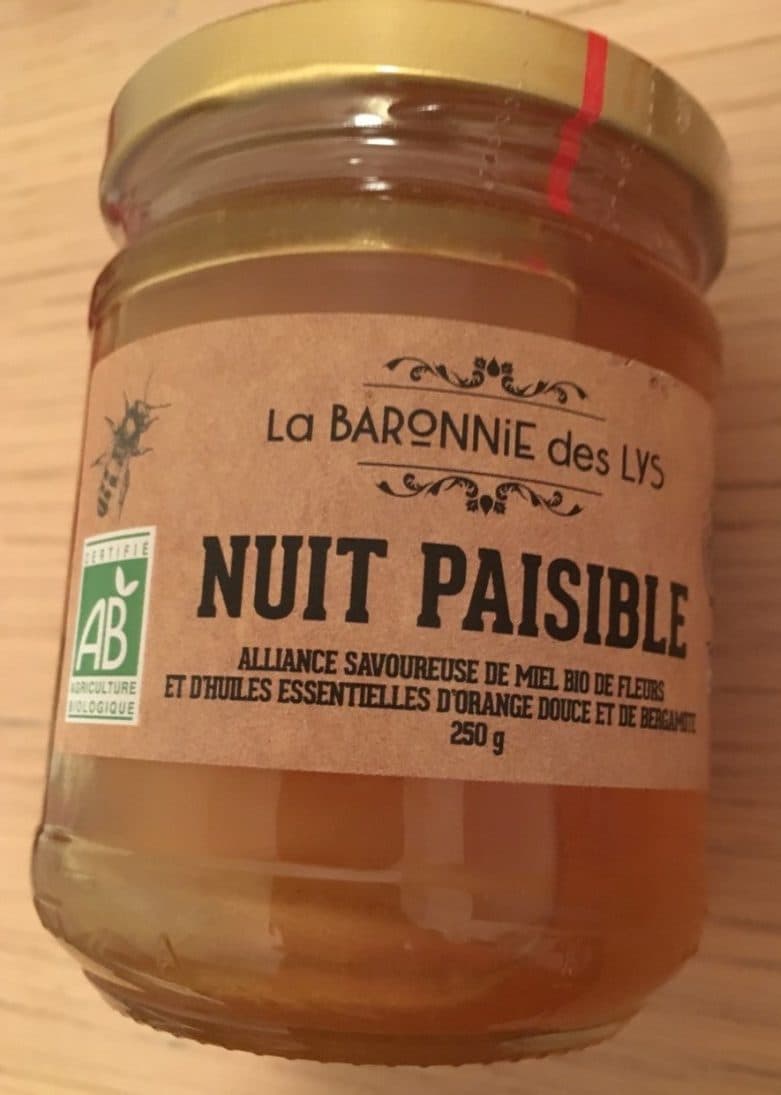 La BARONNiE des LYS
NUIT PAISIBLE
ALLIANCE SAVOUREUSE DE MIEL BIO DE FLEURS
ET D'HUILES ESSENTIELLES D'ORANGE DOUCE ET DE BERGAMOTE
250 g
CERTIFIÉ
AB
AGRICULTURE
BIOLOGIQUE